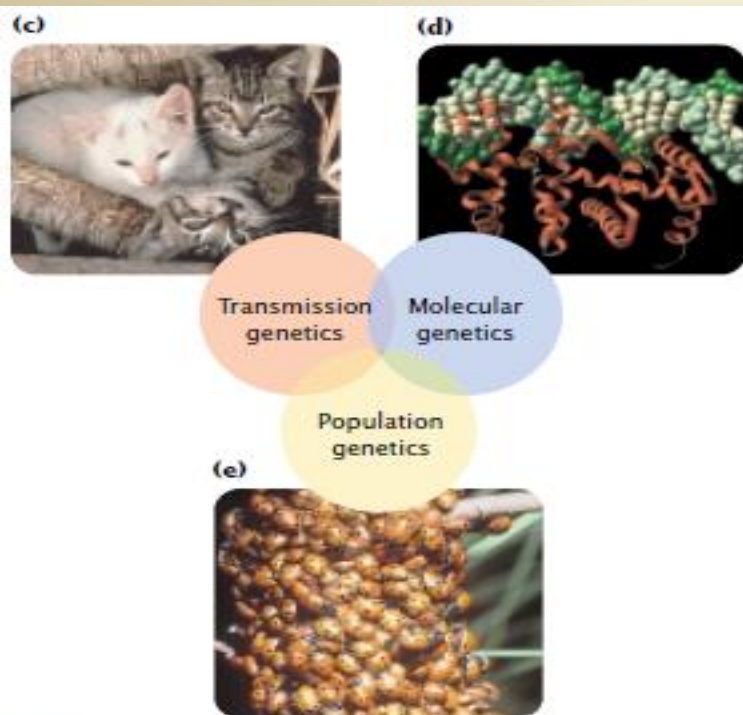 (c)
(d)
Transmission
genetics
Molecular
genetics
Population
genetics
(e)